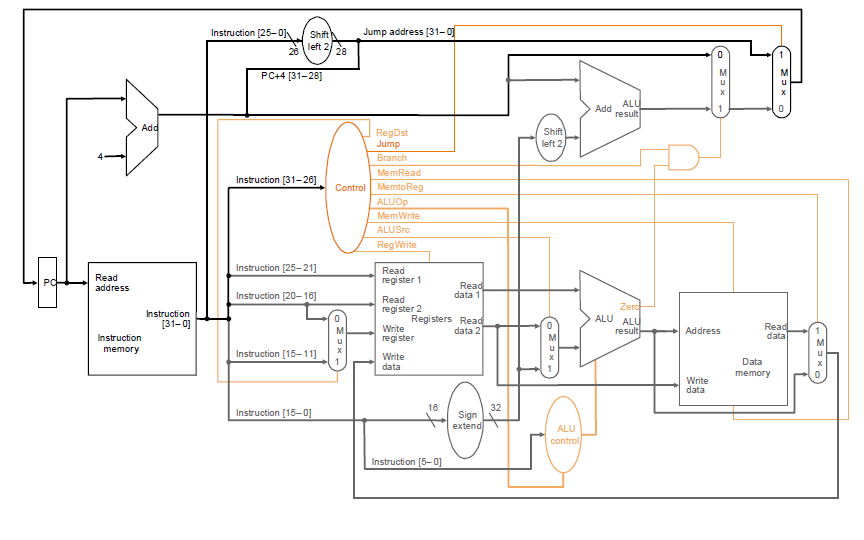 Instruction [25–0]
Shift
left 2
Jump address [31–0]
26
28
PC+4 [31–28]
Add
4
0
M
u
x
1
1
M
u
x
0
Add
ALU
result
Shift
left 2
RegDst
Jump
Branch
MemRead
MemtoReg
ALUOp
MemWrite
ALUSrc
RegWrite
Control
Instruction [31–26]
PC
Read
address
Instruction
[31–0]
Instruction
memory
Instruction [25–21]
Instruction [20–16]
Instruction [15–11]
0
M
u
x
1
Read
register 1
Read
register 2
Write
register
Write
data
Registers
Read
data 1
Read
data 2
0
M
u
x
1
Zero
ALU
ALU
result
Address
Write
data
Read
data
Data
memory
1
M
u
x
0
Instruction [15–0]
16
Sign
extend
32
ALU
control
Instruction [5–0]